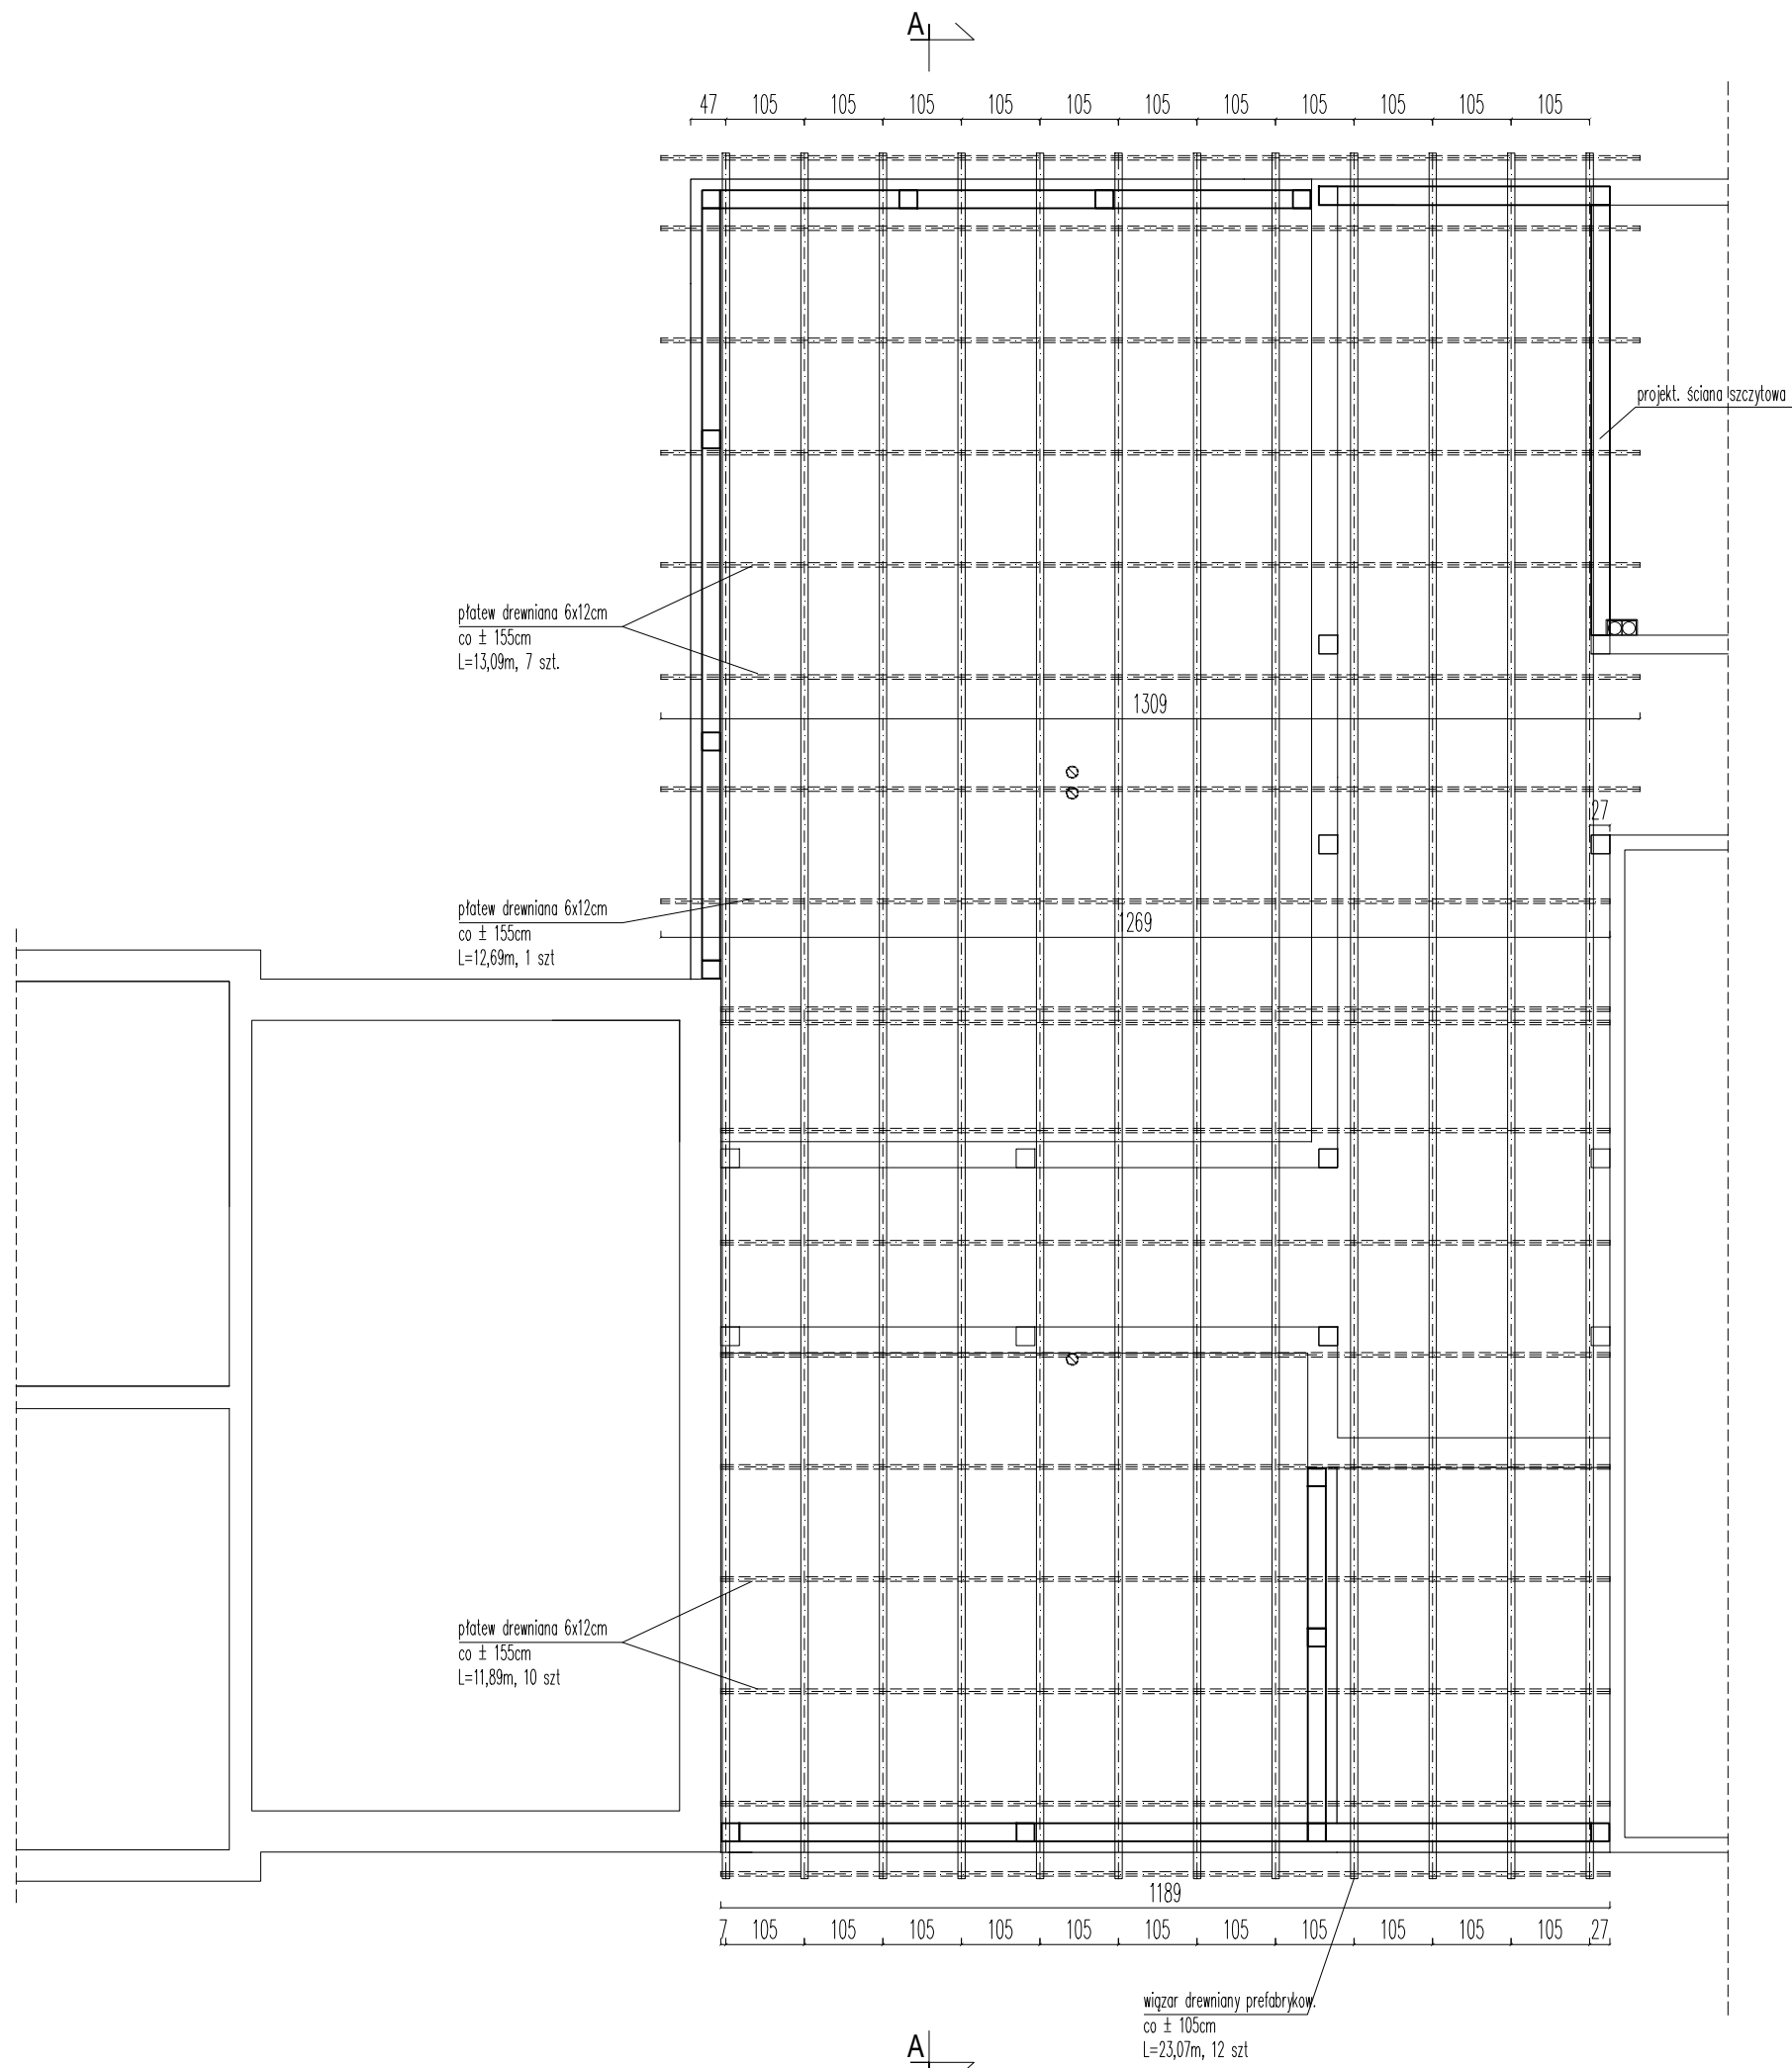 A
47 105 105 105 105 105 105 105 105 105 105 105
projekt. ściana szczytowa
płatew drewniana 6x12cm
co ± 155cm
L=13,09m, 7 szt.
1309
27
płatew drewniana 6x12cm
co ± 155cm
L=12,69m, 1 szt
1269
płatew drewniana 6x12cm
co ± 155cm
L=11,89m, 10 szt
1189
7 105 105 105 105 105 105 105 105 105 105 105 27
wiązar drewniany prefabrykow.
co ± 105cm
L=23,07m, 12 szt
A